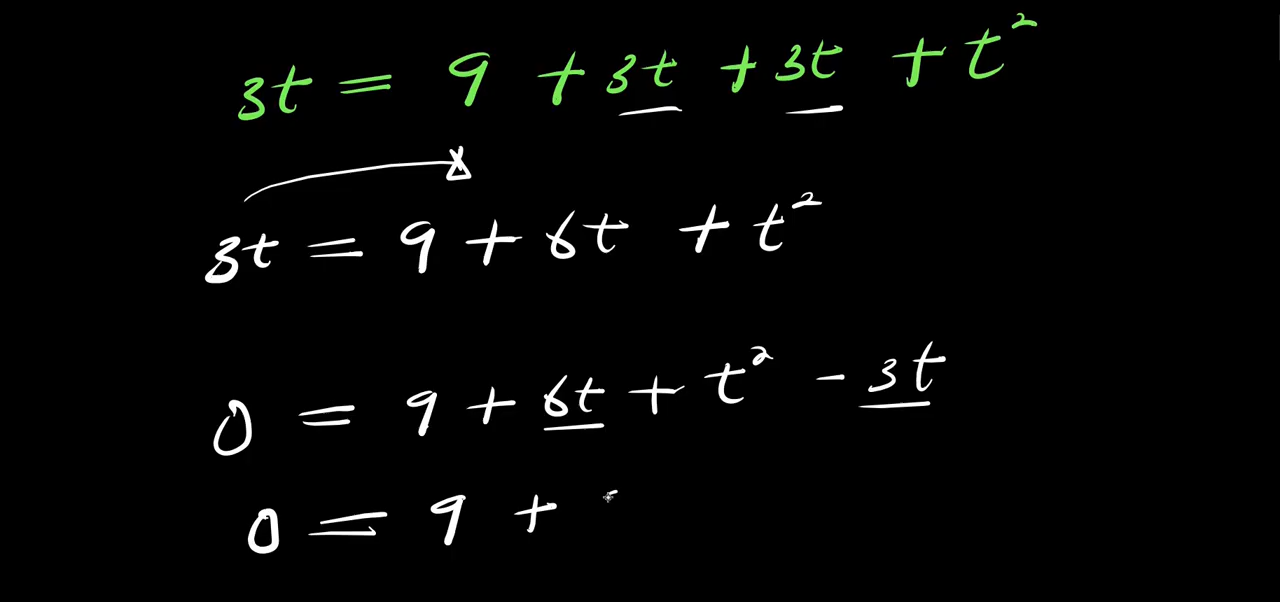 3t = 9 + 3t + 3t + t²
3t = 9 + 6t + t²
0 = 9 + 6t + t² - 3t
0 = 9 +